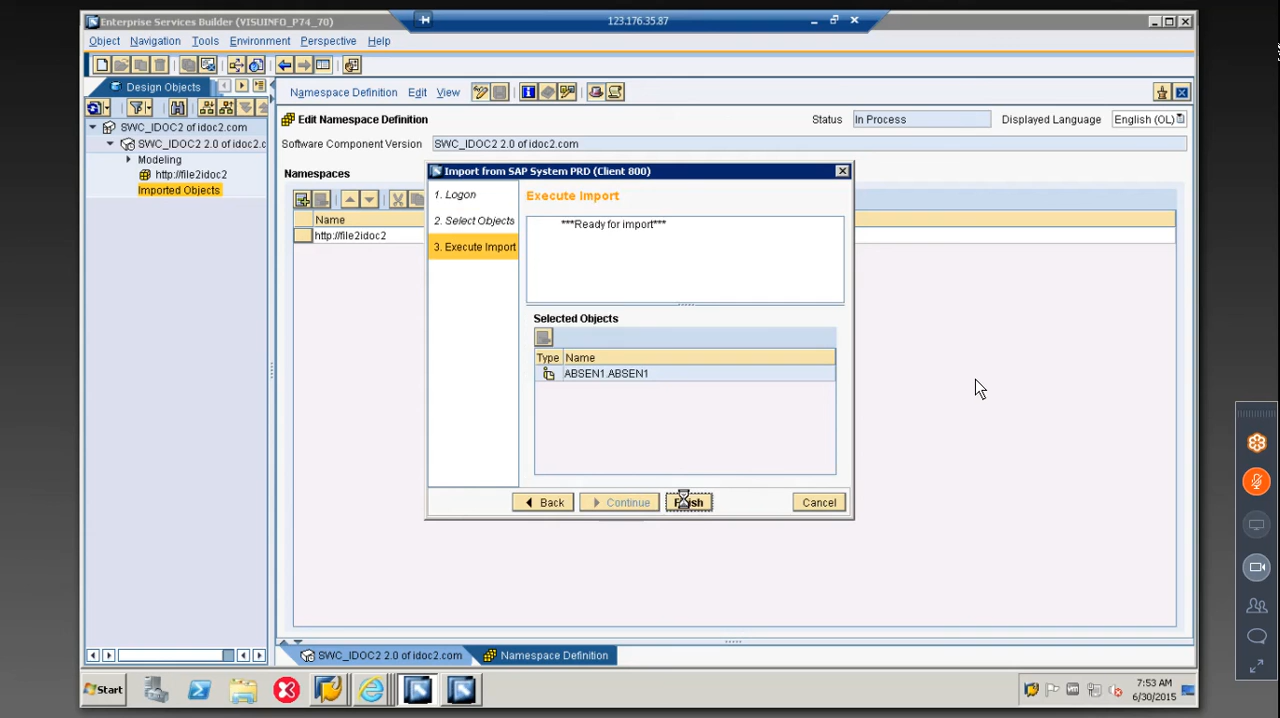 Enterprise Services Builder (VISUINFO_P74_70)
123.176.35.87
Object Navigation Tools Environment Perspective Help
Design Objects
Namespace Definition Edit View
Edit Namespace Definition
Status In Process
Displayed Language English (OL)
SWC_IDOC2 2.0 of idoc2.com
SWC_IDOC2 2.0 of idoc2.c
Modeling
http://file2idoc2
Imported Objects
Software Component Version SWC_IDOC2 2.0 of idoc2.com
Namespaces
Name
http://file2idoc2
Import from SAP System PRD (Client 800)
1. Logon
2. Select Objects
3. Execute Import
Execute Import
***Ready for import***
Selected Objects
Type Name
ABSEN1.ABSEN1
Back Continue Cancel
SWC_IDOC2 2.0 of idoc2.com Namespace Definition
Start
7:53 AM
6/30/2015